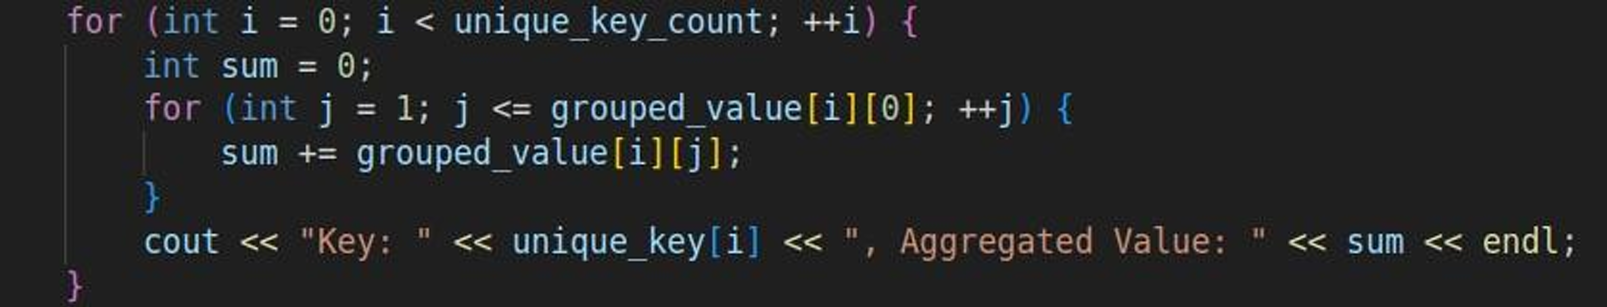 for (int i = 0; i < unique_key_count; ++i) {
    int sum = 0;
    for (int j = 1; j <= grouped_value[i][0]; ++j) {
        sum += grouped_value[i][j];
    }
    cout << "Key: " << unique_key[i] << ", Aggregated Value: " << sum << endl;
}